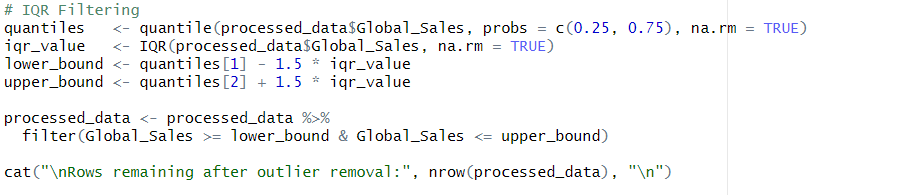 # IQR Filtering
quantiles   <- quantile(processed_data$Global_Sales, probs = c(0.25, 0.75), na.rm = TRUE)
iqr_value   <- IQR(processed_data$Global_Sales, na.rm = TRUE)
lower_bound <- quantiles[1] - 1.5 * iqr_value
upper_bound <- quantiles[2] + 1.5 * iqr_value

processed_data <- processed_data %>%
  filter(Global_Sales >= lower_bound & Global_Sales <= upper_bound)

cat("\nRows remaining after outlier removal:", nrow(processed_data), "\n")